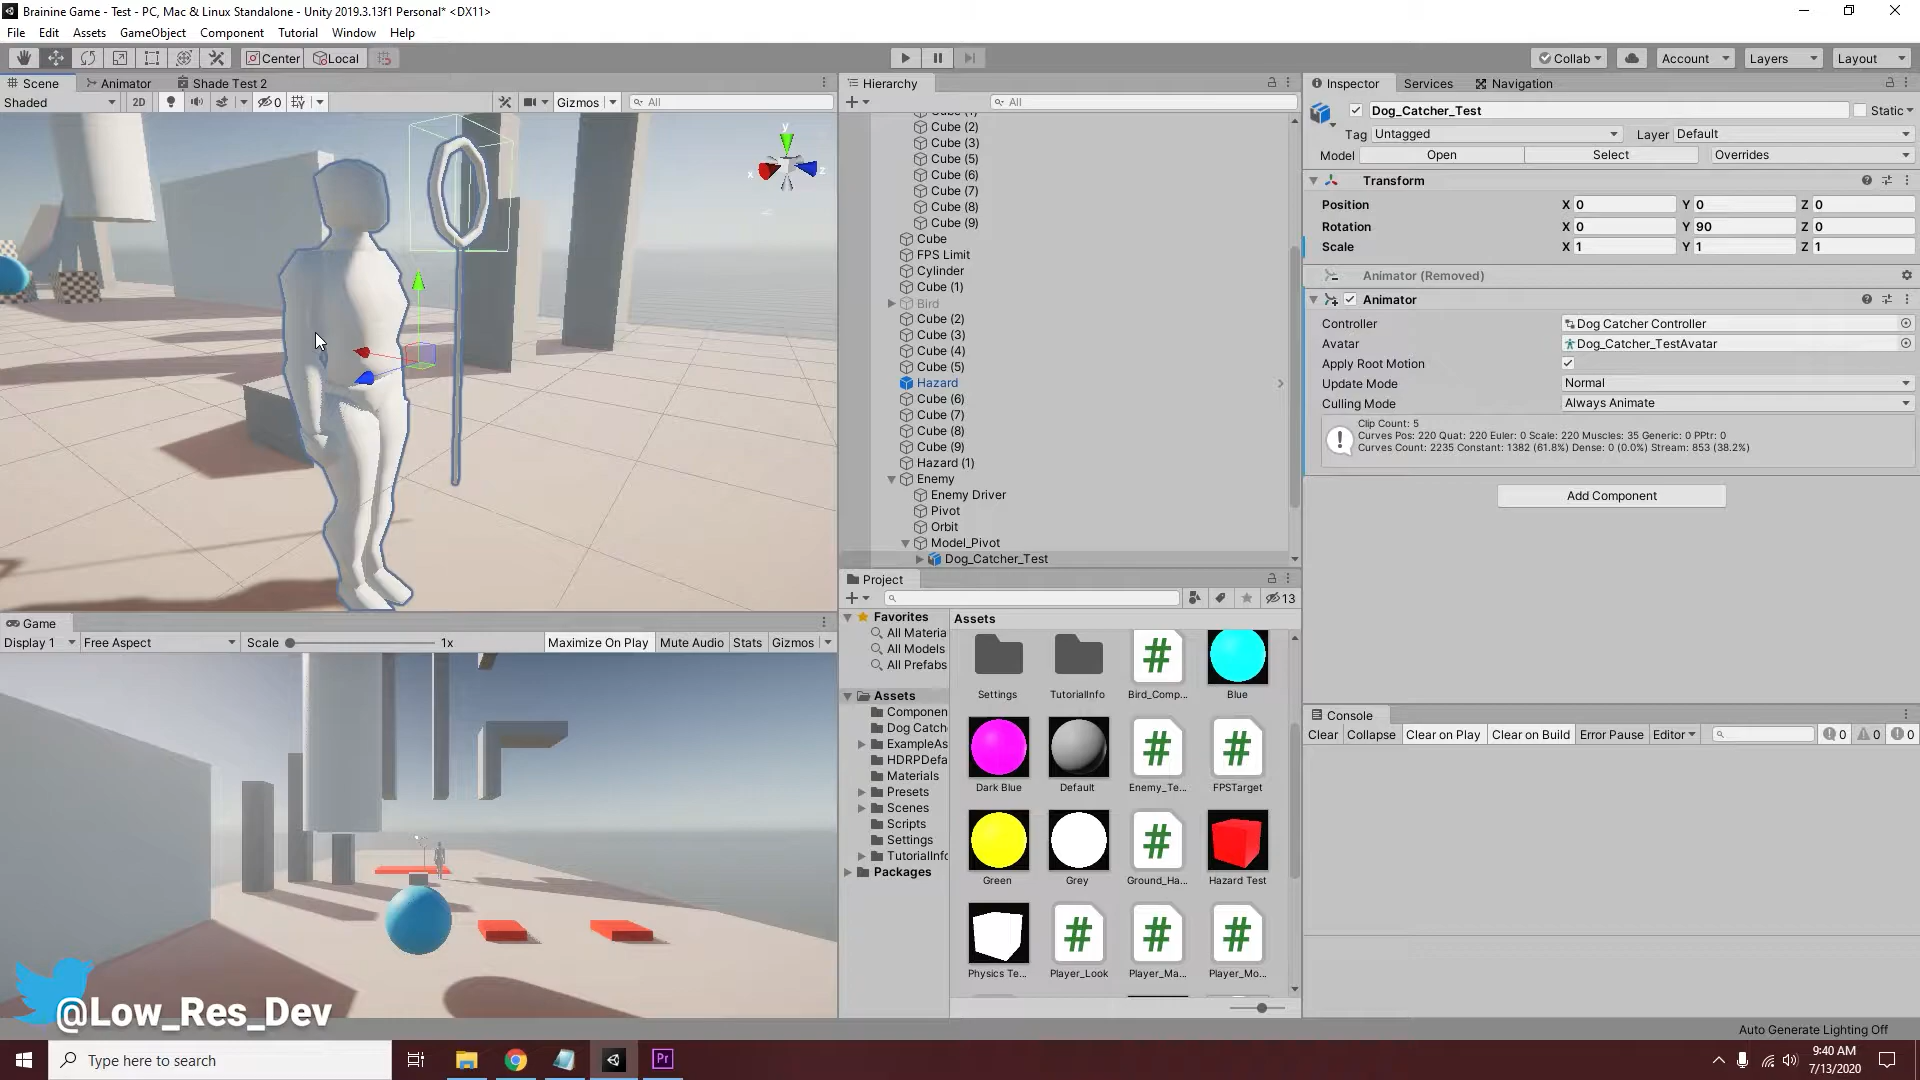 Brainine Game - Test - PC, Mac & Linux Standalone - Unity 2019.3.13f1 Personal* <DX11>
File Edit Assets GameObject Component Tutorial Window Help
Center Local Collab Account Layers Layout
Scene Animator Shade Test 2
Shaded 2D 0 Gizmos All
y
x z
Hierarchy
All
Cube (2)
Cube (3)
Cube (5)
Cube (6)
Cube (7)
Cube (8)
Cube (9)
Cube
FPS Limit
Cylinder
Cube (1)
Bird
Cube (2)
Cube (3)
Cube (4)
Cube (5)
Hazard
Cube (6)
Cube (7)
Cube (8)
Cube (9)
Hazard (1)
Enemy
Enemy Driver
Pivot
Orbit
Model_Pivot
Dog_Catcher_Test
Inspector Services Navigation
Dog_Catcher_Test Static
Tag Untagged Layer Default
Model Open Select Overrides
Transform
Position X 0 Y 0 Z 0
Rotation X 0 Y 90 Z 0
Scale X 1 Y 1 Z 1
Animator (Removed)
Animator
Controller Dog Catcher Controller
Avatar Dog_Catcher_TestAvatar
Apply Root Motion
Update Mode Normal
Culling Mode Always Animate
Clip Count: 5
Curves Pos: 220 Quat: 220 Euler: 0 Scale: 220 Muscles: 35 Generic: 0 PPtr: 0
Curves Count: 2235 Constant: 1382 (61.8%) Dense: 0 (0.0%) Stream: 853 (38.2%)
Add Component
Game
Display 1 Free Aspect Scale 1x Maximize On Play Mute Audio Stats Gizmos
@Low_Res_Dev
Project
13
Favorites
All Materia
All Models
All Prefabs
Assets
Componen
Dog Catch
ExampleAs
HDRPDefa
Materials
Presets
Scenes
Scripts
Settings
TutorialInfo
Packages
Assets
Settings TutorialInfo Bird_Comp... Blue
Dark Blue Default Enemy_Te... FPSTarget
Green Grey Ground_Ha... Hazard Test
Physics Te... Player_Look Player_Ma... Player_Mo...
Console
Clear Collapse Clear on Play Clear on Build Error Pause Editor 0 0 0
Auto Generate Lighting Off
Type here to search
Pr
9:40 AM
7/13/2020